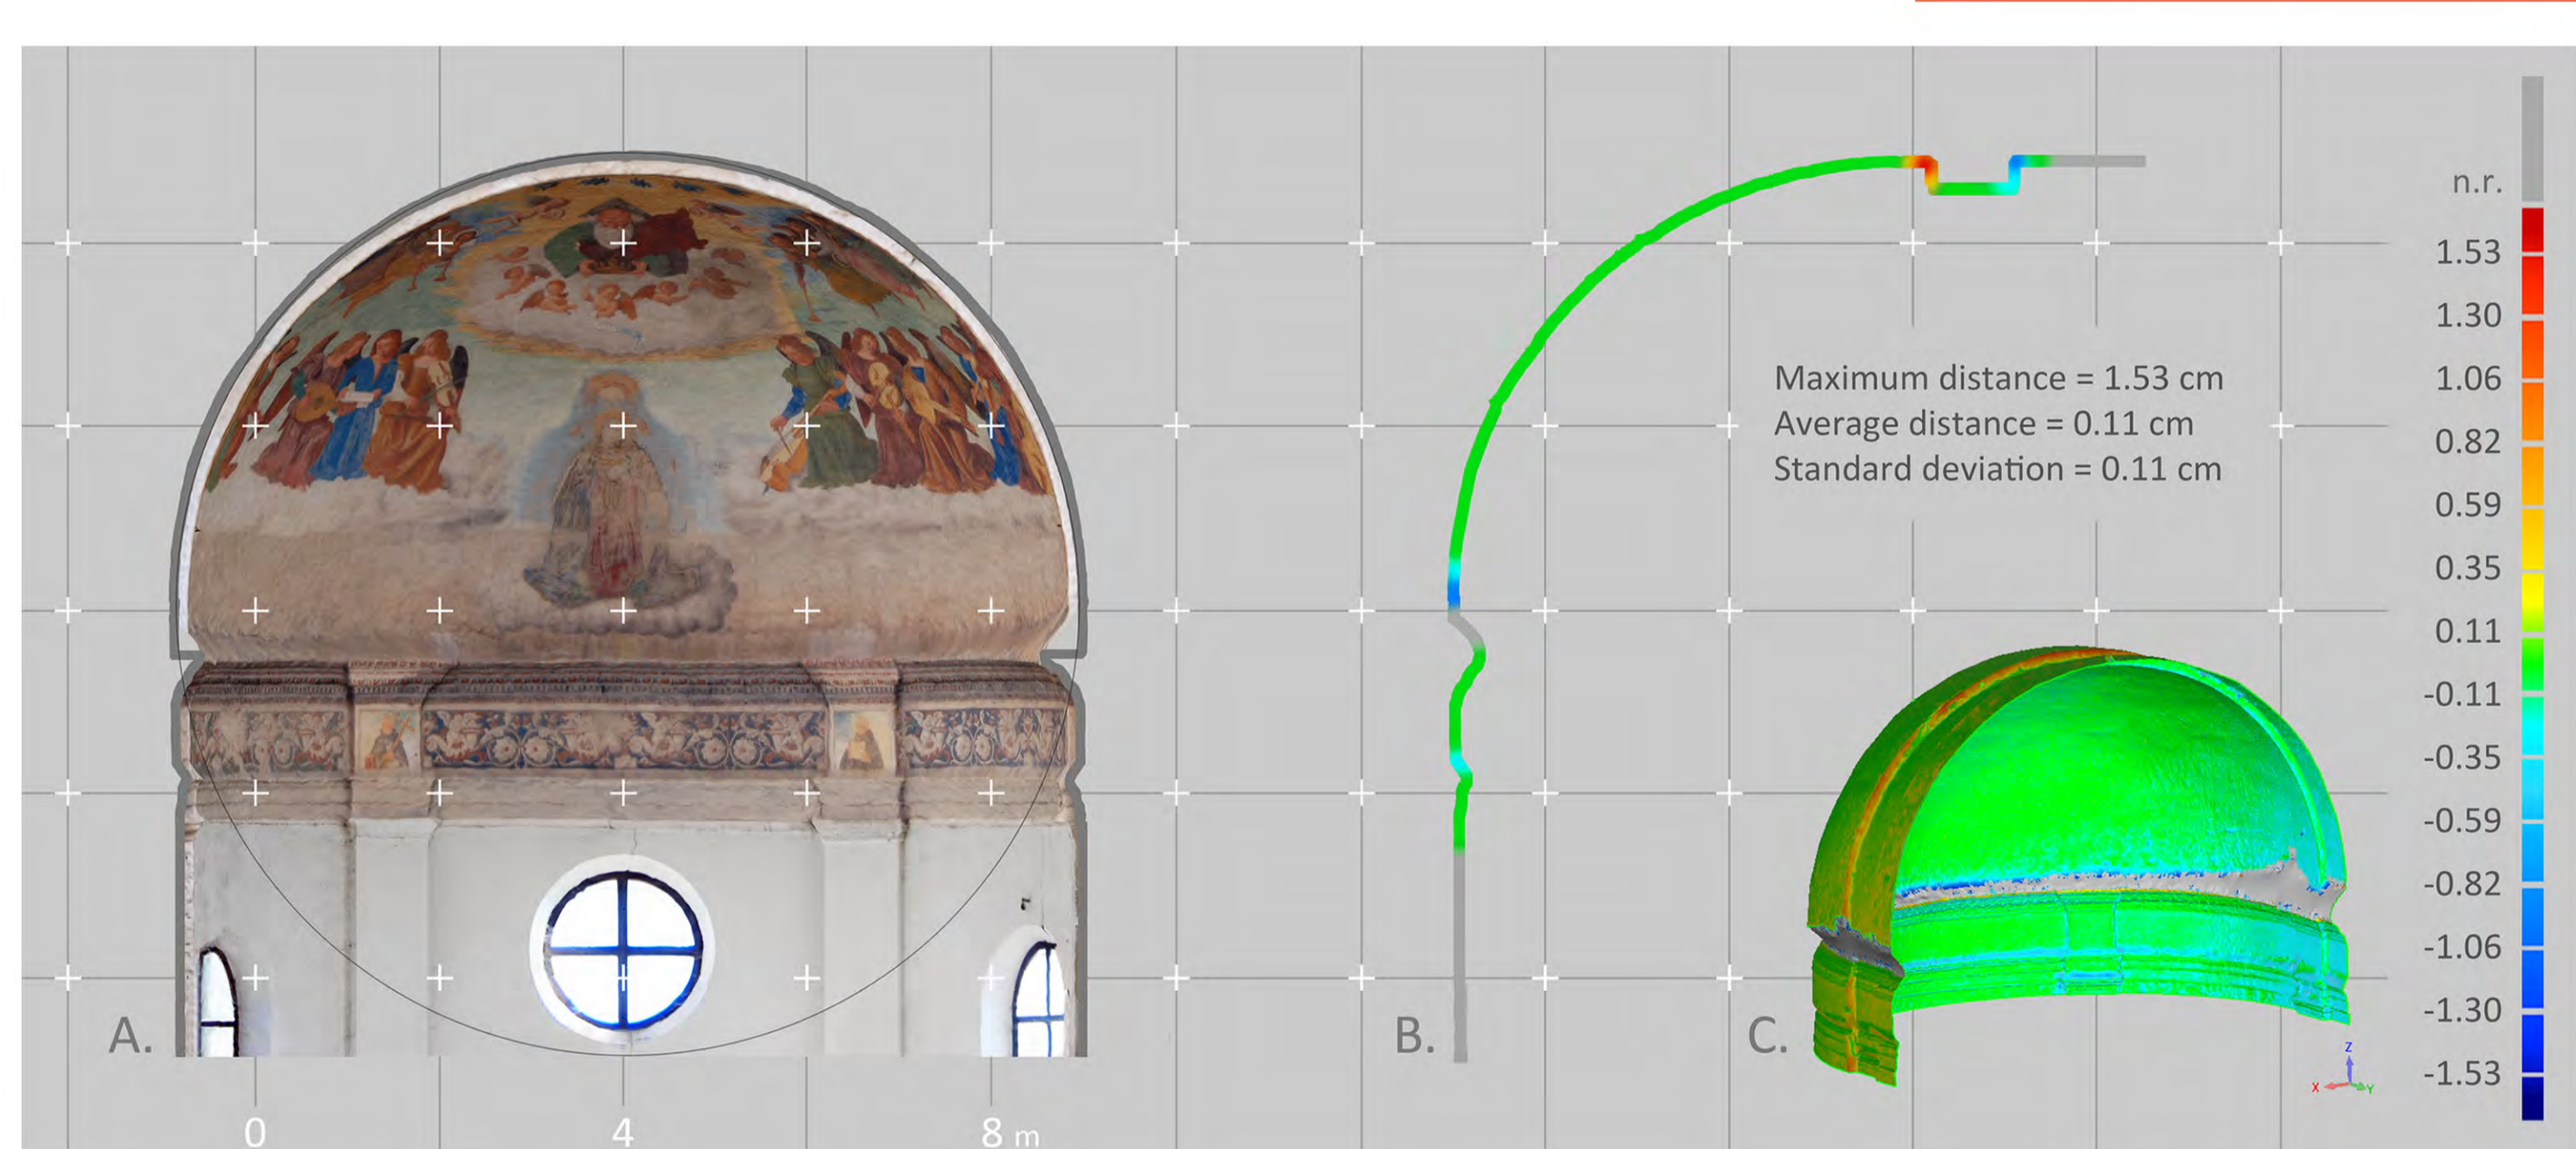 n.r.
1.53
1.30
1.06
0.82
0.59
0.35
0.11
-0.11
-0.35
-0.59
-0.82
-1.06
-1.30
-1.53
Maximum distance = 1.53 cm
Average distance = 0.11 cm
Standard deviation = 0.11 cm
A.
B.
C.
Z
X
Y
0
4
8 m